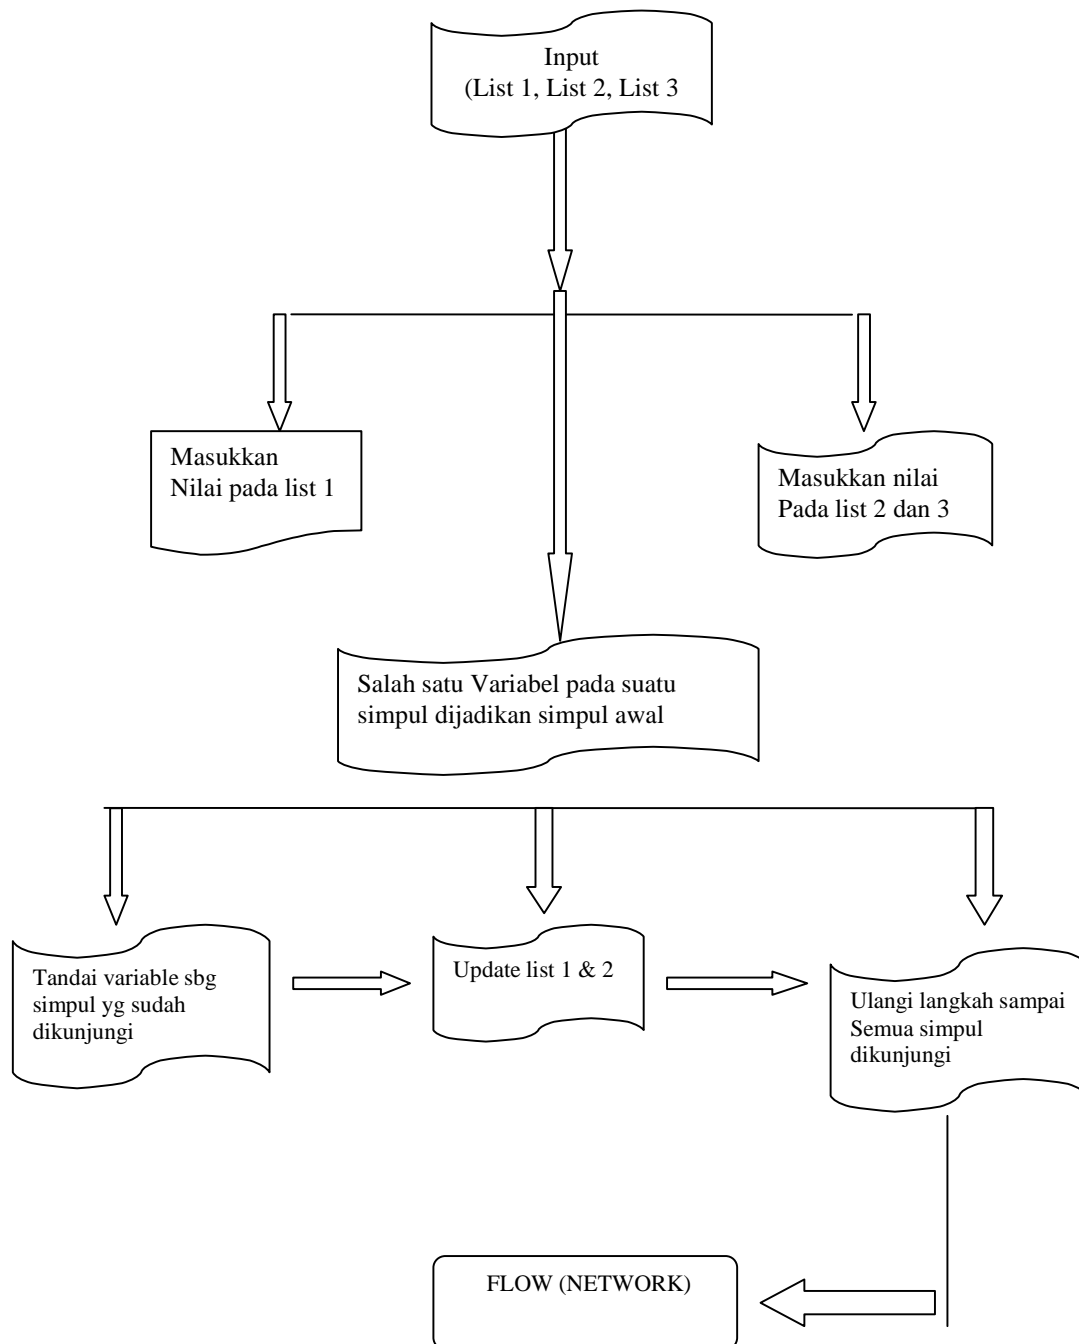 Input
(List 1, List 2, List 3
Masukkan
Nilai pada list 1
Masukkan nilai
Pada list 2 dan 3
Salah satu Variabel pada suatu
simpul dijadikan simpul awal
Tandai variable sbg
simpul yg sudah
dikunjungi
Update list 1 & 2
Ulangi langkah sampai
Semua simpul
dikunjungi
FLOW (NETWORK)